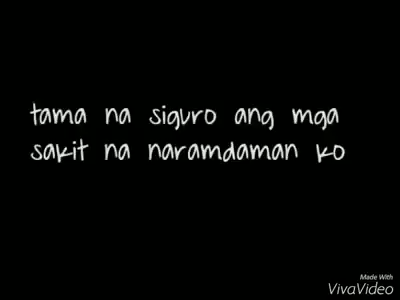 tama na siguro ang mga
sakit na naramdaman ko
Made With
VivaVideo